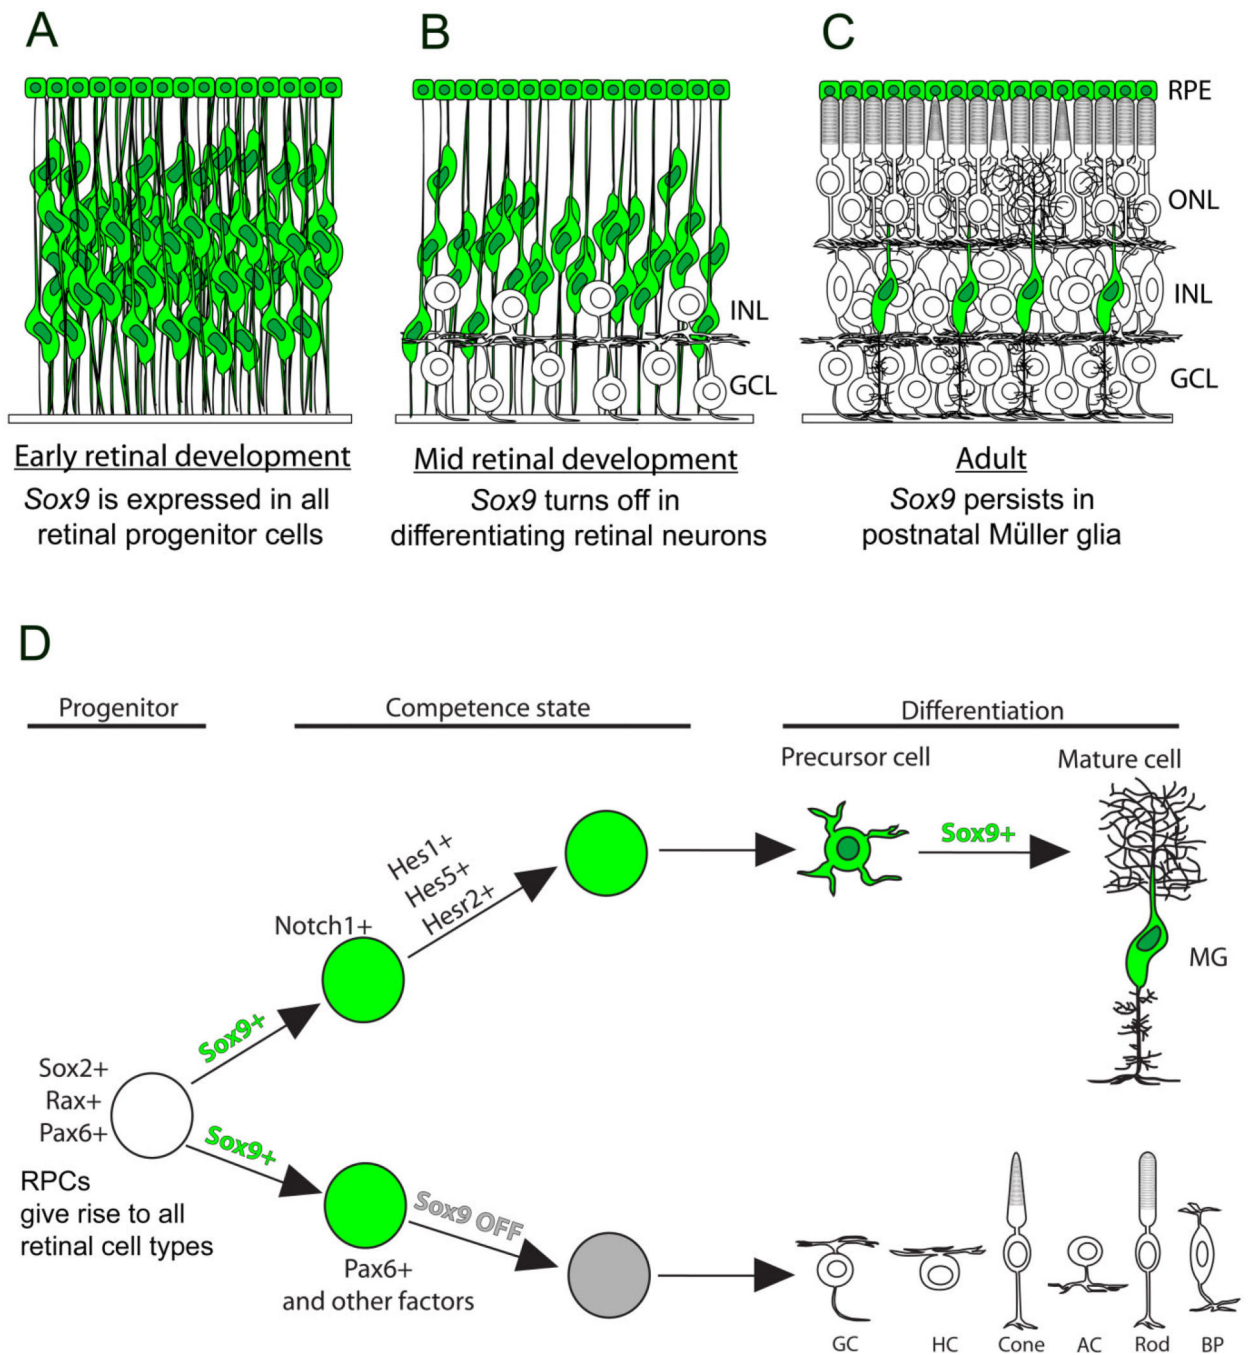 A
B
C
RPE
ONL
INL
GCL
INL
GCL
Early retinal development
Sox9 is expressed in all
retinal progenitor cells
Mid retinal development
Sox9 turns off in
differentiating retinal neurons
Adult
Sox9 persists in
postnatal Müller glia
D
Progenitor
Competence state
Differentiation
Precursor cell
Mature cell
Hes1+
Hes5+
Hesr2+
Sox9+
Notch1+
MG
Sox9+
Sox2+
Rax+
Pax6+
Sox9+
RPCs
give rise to all
retinal cell types
Sox9 OFF
Pax6+
and other factors
GC
HC
Cone
AC
Rod
BP